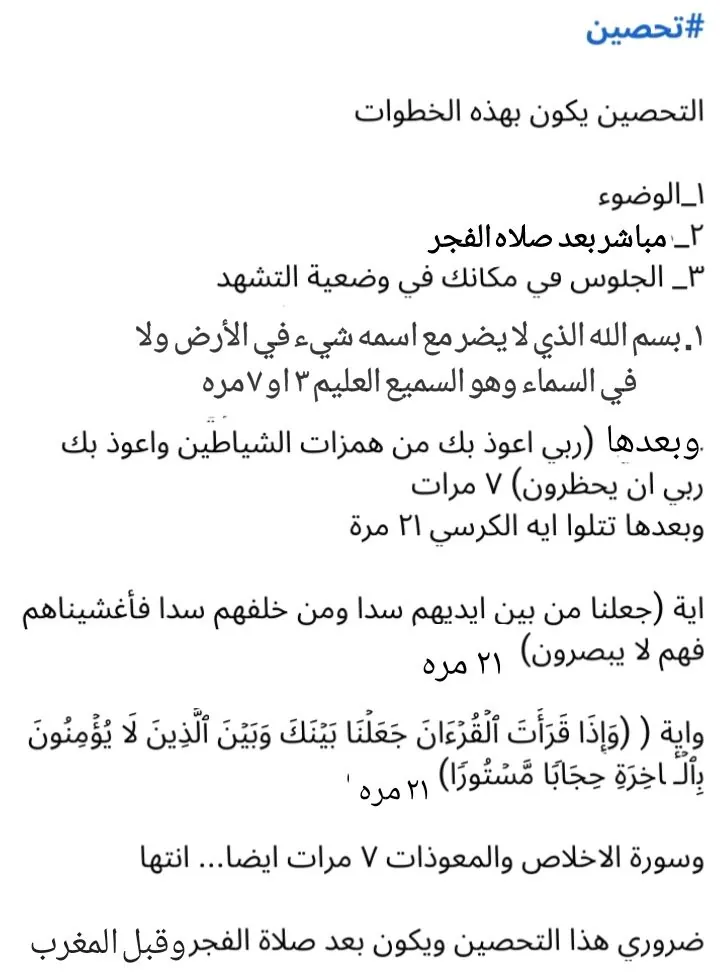 #تحصين
التحصين يكون بهذه الخطوات
١_الوضوء
٢_ مباشر بعد صلاه الفجر
٣_ الجلوس في مكانك في وضعية التشهد
١.بسم الله الذي لا يضر مع اسمه شيء في الأرض ولا
في السماء وهو السميع العليم ٣ او ٧ مره
وبعدها (ربي اعوذ بك من همزات الشياطين واعوذ بك
ربي ان يحظرون) ٧ مرات
وبعدها تتلوا ايه الكرسي ٢١ مرة
اية (جعلنا من بين ايديهم سدا ومن خلفهم سدا فأغشيناهم
فهم لا يبصرون) ٢١ مره
واية ( (وَإِذَا قَرَأۡتَ ٱلۡقُرۡءَانَ جَعَلۡنَا بَيۡنَكَ وَبَيۡنَ ٱلَّذِينَ لَا يُؤۡمِنُونَ
بِٱلۡـَٔاخِرَةِ حِجَابٗا مَّسۡتُورٗا) ٢١ مره
وسورة الاخلاص والمعوذات ٧ مرات ايضا... انتها
ضروري هذا التحصين ويكون بعد صلاة الفجر وقبل المغرب